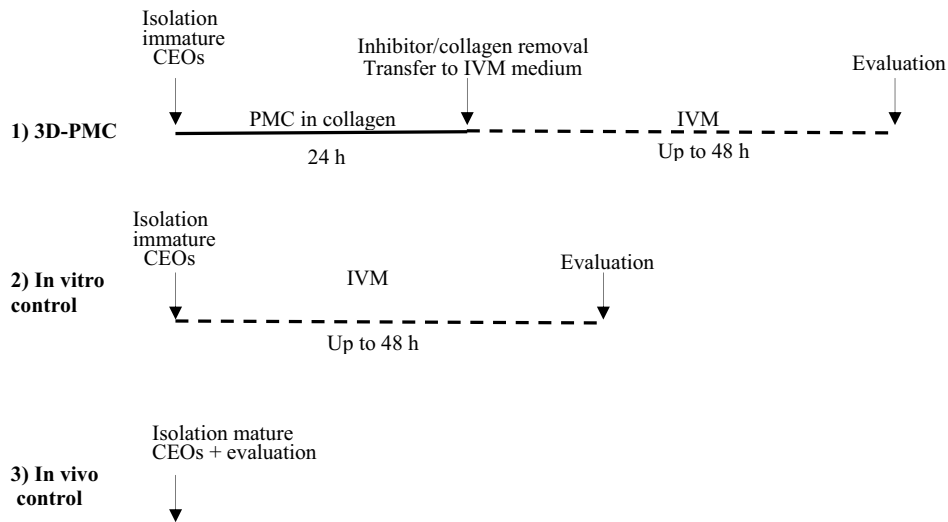 Isolation
immature
CEOs
Inhibitor/collagen removal
Transfer to IVM medium
Evaluation
1) 3D-PMC
PMC in collagen
IVM
24 h
Up to 48 h
Isolation
immature
CEOs
Evaluation
2) In vitro
control
IVM
Up to 48 h
Isolation mature
CEOs + evaluation
3) In vivo
control